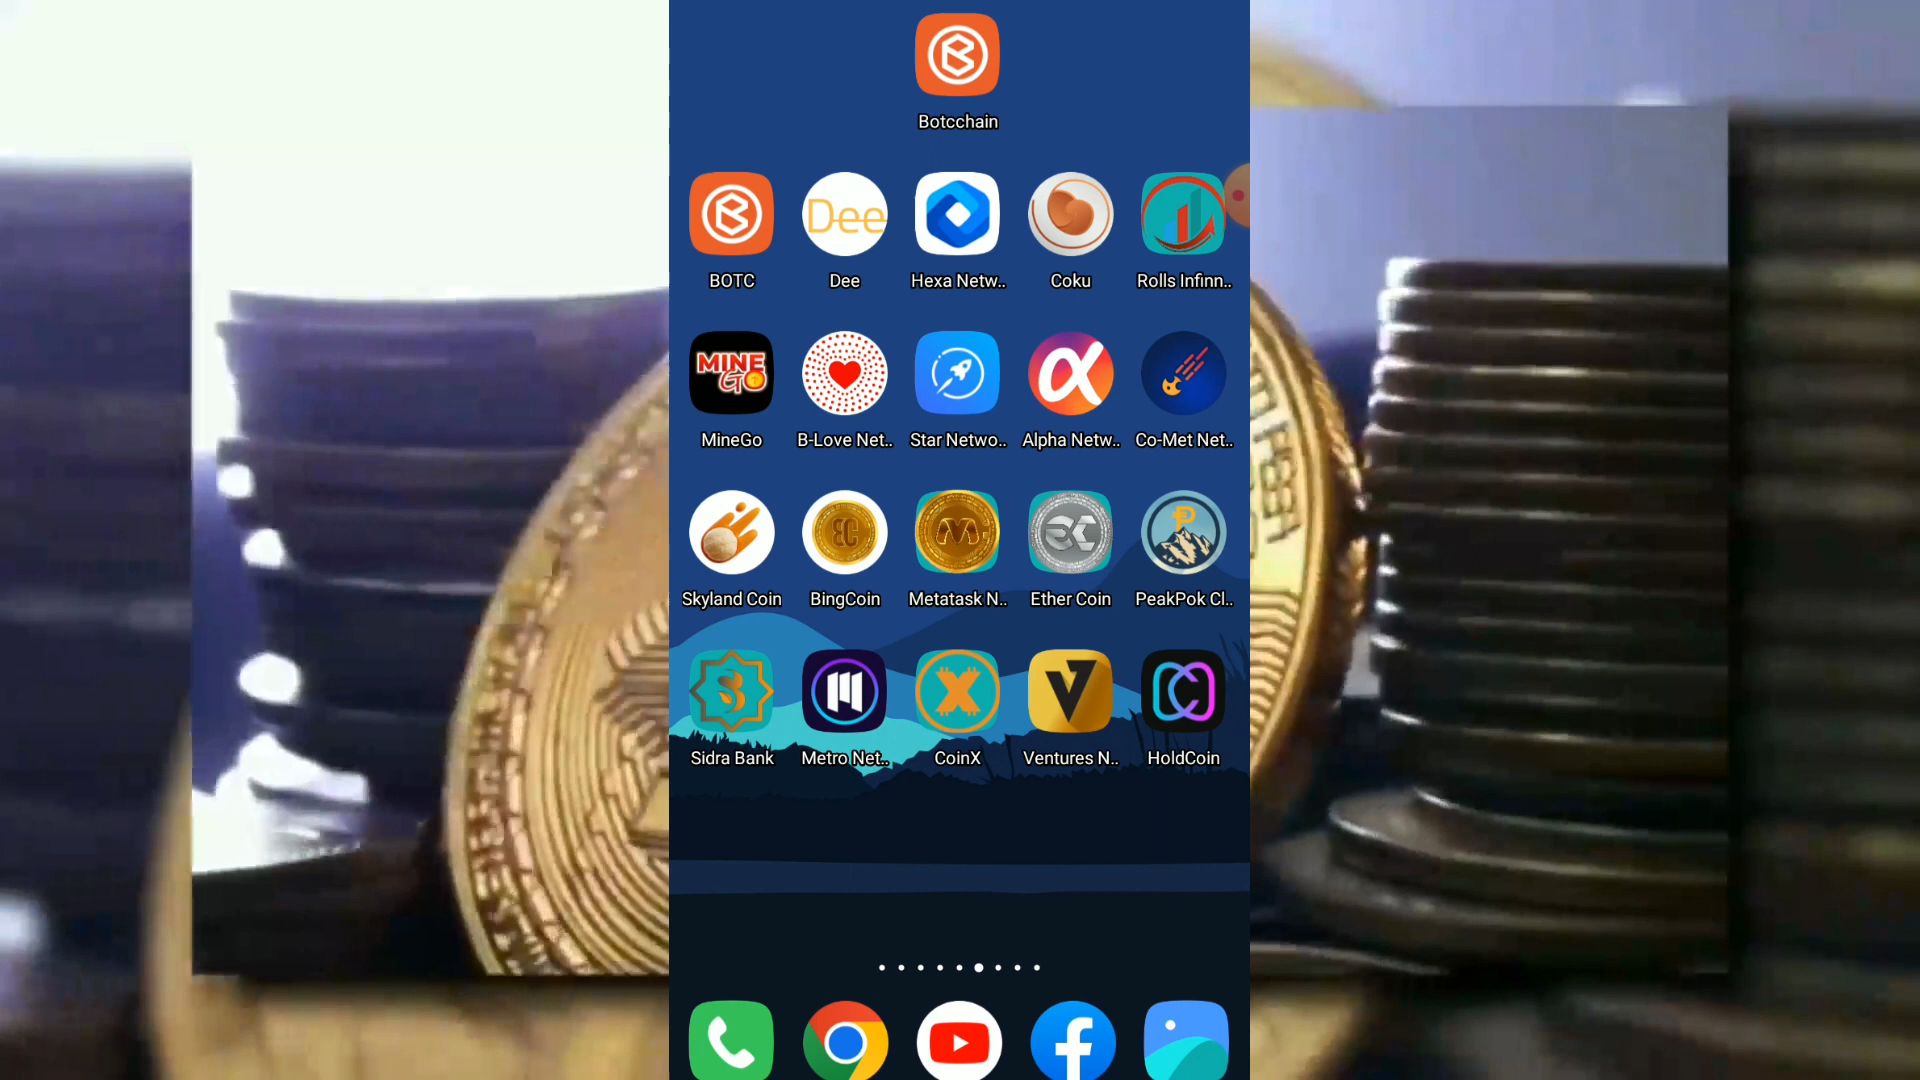 Botcchain
Dee
BOTC
Dee
Hexa Netw..
Coku
Rolls Infinn..
MINE
GO
MineGo
B-Love Net..
Star Netwo..
Alpha Netw..
Co-Met Net..
Skyland Coin
BingCoin
Metatask N..
Ether Coin
PeakPok Cl..
Sidra Bank
Metro Net..
CoinX
Ventures N..
HoldCoin